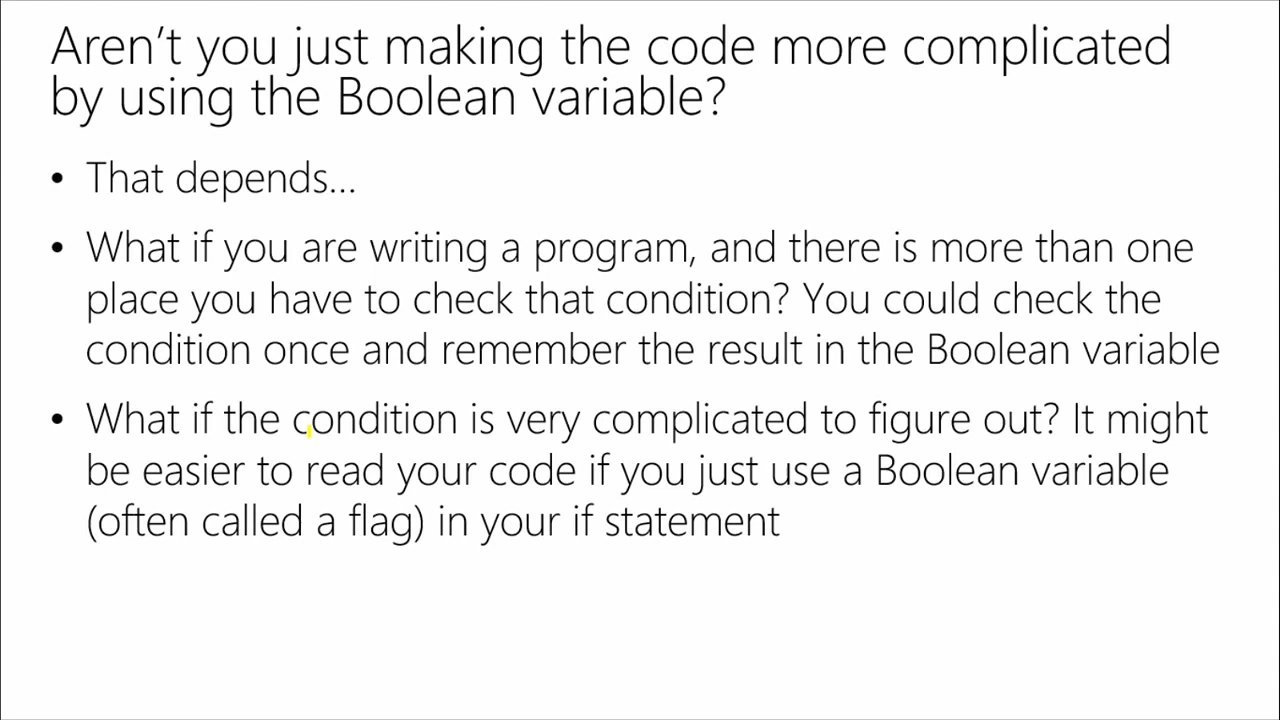 Aren’t you just making the code more complicated
by using the Boolean variable?
• That depends…
• What if you are writing a program, and there is more than one
place you have to check that condition? You could check the
condition once and remember the result in the Boolean variable
• What if the condition is very complicated to figure out? It might
be easier to read your code if you just use a Boolean variable
(often called a flag) in your if statement